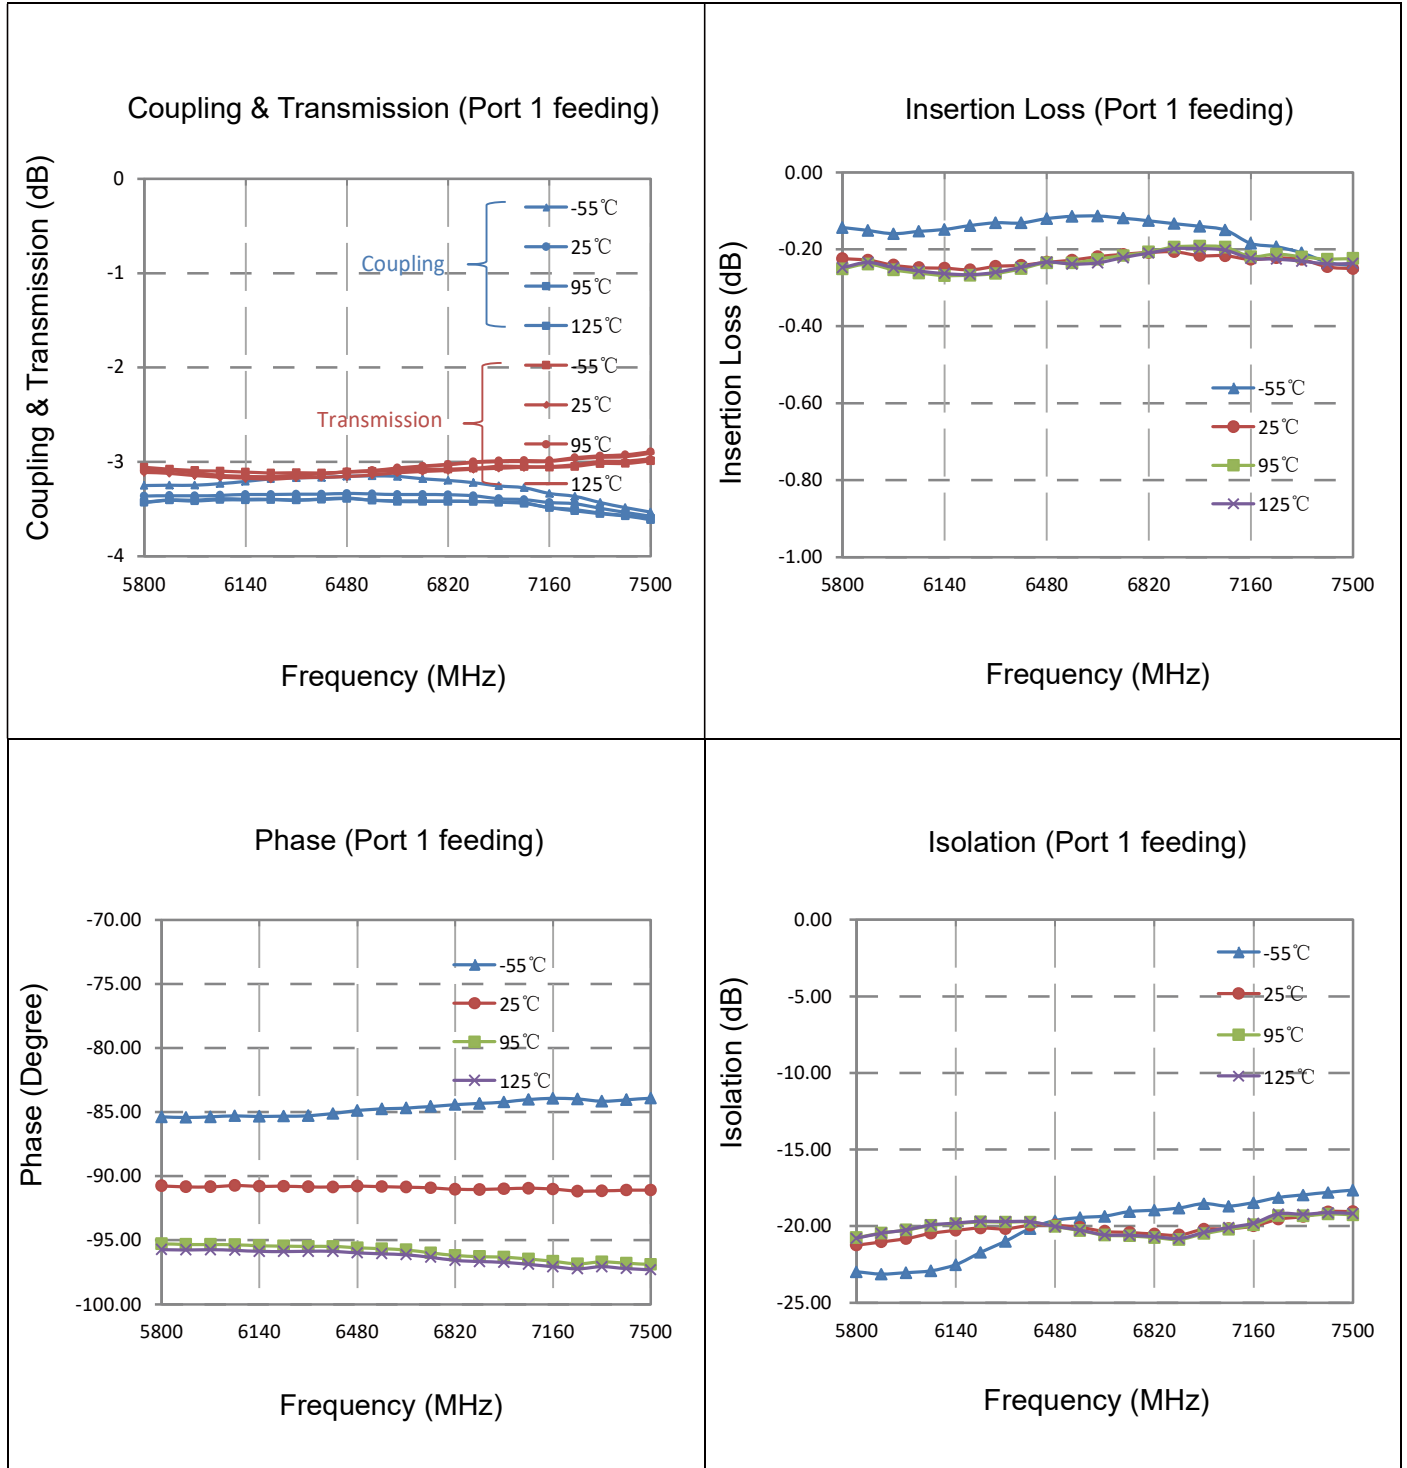 Coupling & Transmission (Port 1 feeding)
Coupling & Transmission (dB)
0
-1
-2
-3
-4
Coupling
-55℃
25℃
95℃
125℃
Transmission
-55℃
25℃
95℃
125℃
5800 6140 6480 6820 7160 7500
Frequency (MHz)
Insertion Loss (Port 1 feeding)
Insertion Loss (dB)
0.00
-0.20
-0.40
-0.60
-0.80
-1.00
-55℃
25℃
95℃
125℃
5800 6140 6480 6820 7160 7500
Frequency (MHz)
Phase (Port 1 feeding)
Phase (Degree)
-70.00
-75.00
-80.00
-85.00
-90.00
-95.00
-100.00
-55℃
25℃
95℃
125℃
5800 6140 6480 6820 7160 7500
Frequency (MHz)
Isolation (Port 1 feeding)
Isolation (dB)
0.00
-5.00
-10.00
-15.00
-20.00
-25.00
-55℃
25℃
95℃
125℃
5800 6140 6480 6820 7160 7500
Frequency (MHz)